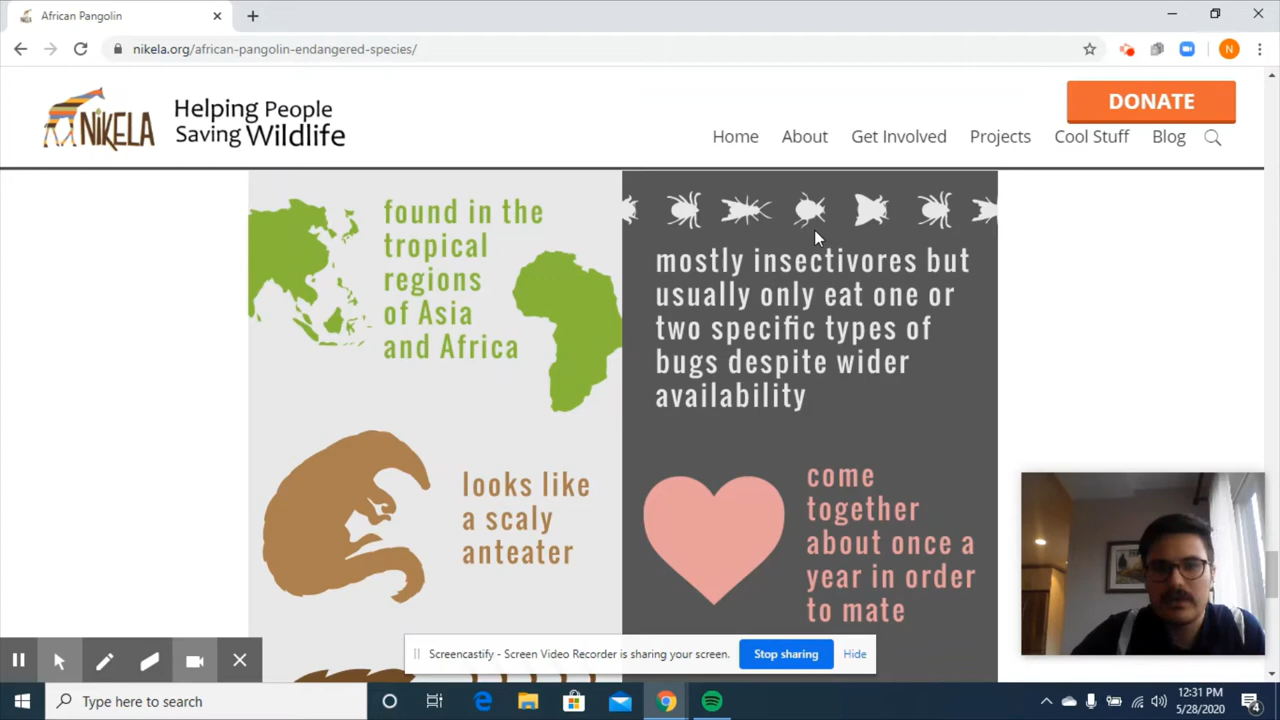 African Pangolin
nikela.org/african-pangolin-endangered-species/
N
NIKELA
Helping People
Saving Wildlife
DONATE
Home
About
Get Involved
Projects
Cool Stuff
Blog
found in the
tropical
regions
of Asia
and Africa
mostly insectivores but
usually only eat one or
two specific types of
bugs despite wider
availability
looks like
a scaly
anteater
come
together
about once a
year in order
to mate
Screencastify - Screen Video Recorder is sharing your screen.
Stop sharing
Hide
Type here to search
12:31 PM
5/28/2020
4